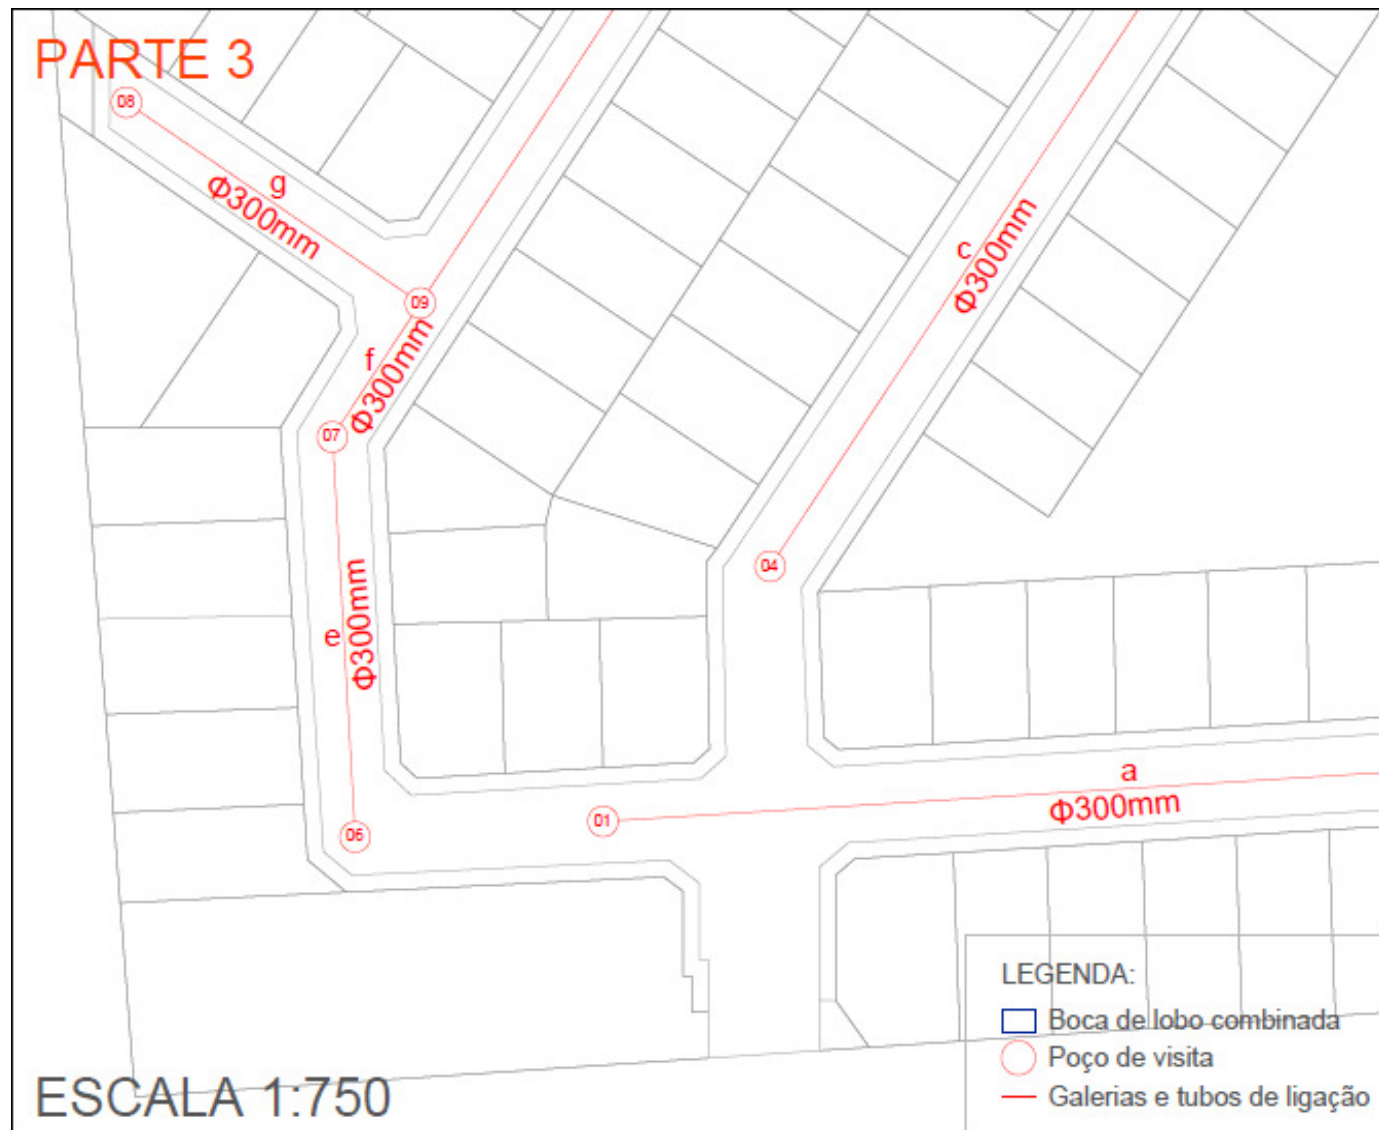 PARTE 3
08
g
Φ300mm
09
f
Φ300mm
07
c
Φ300mm
04
e
Φ300mm
a
Φ300mm
01
06
LEGENDA:
Boca de lobo combinada
Poço de visita
Galerias e tubos de ligação
ESCALA 1:750